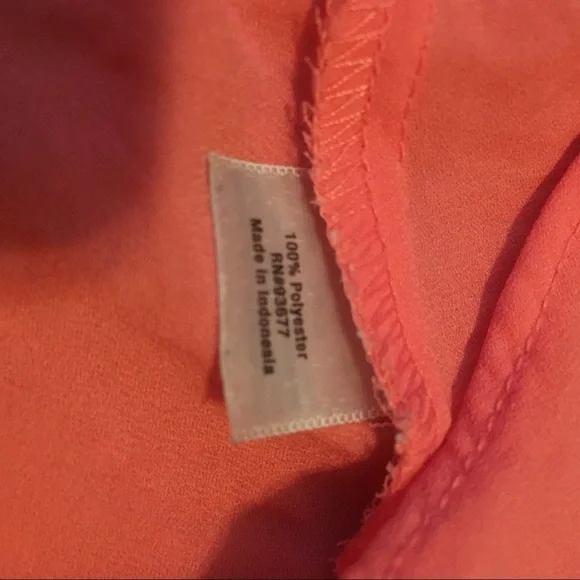 100% Polyester
RN#93677
Made in Indonesia